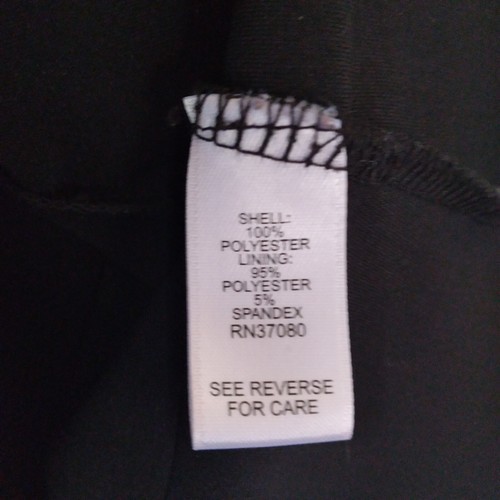 SHELL:
100%
POLYESTER
LINING:
95%
POLYESTER
5%
SPANDEX
RN37080
SEE REVERSE
FOR CARE